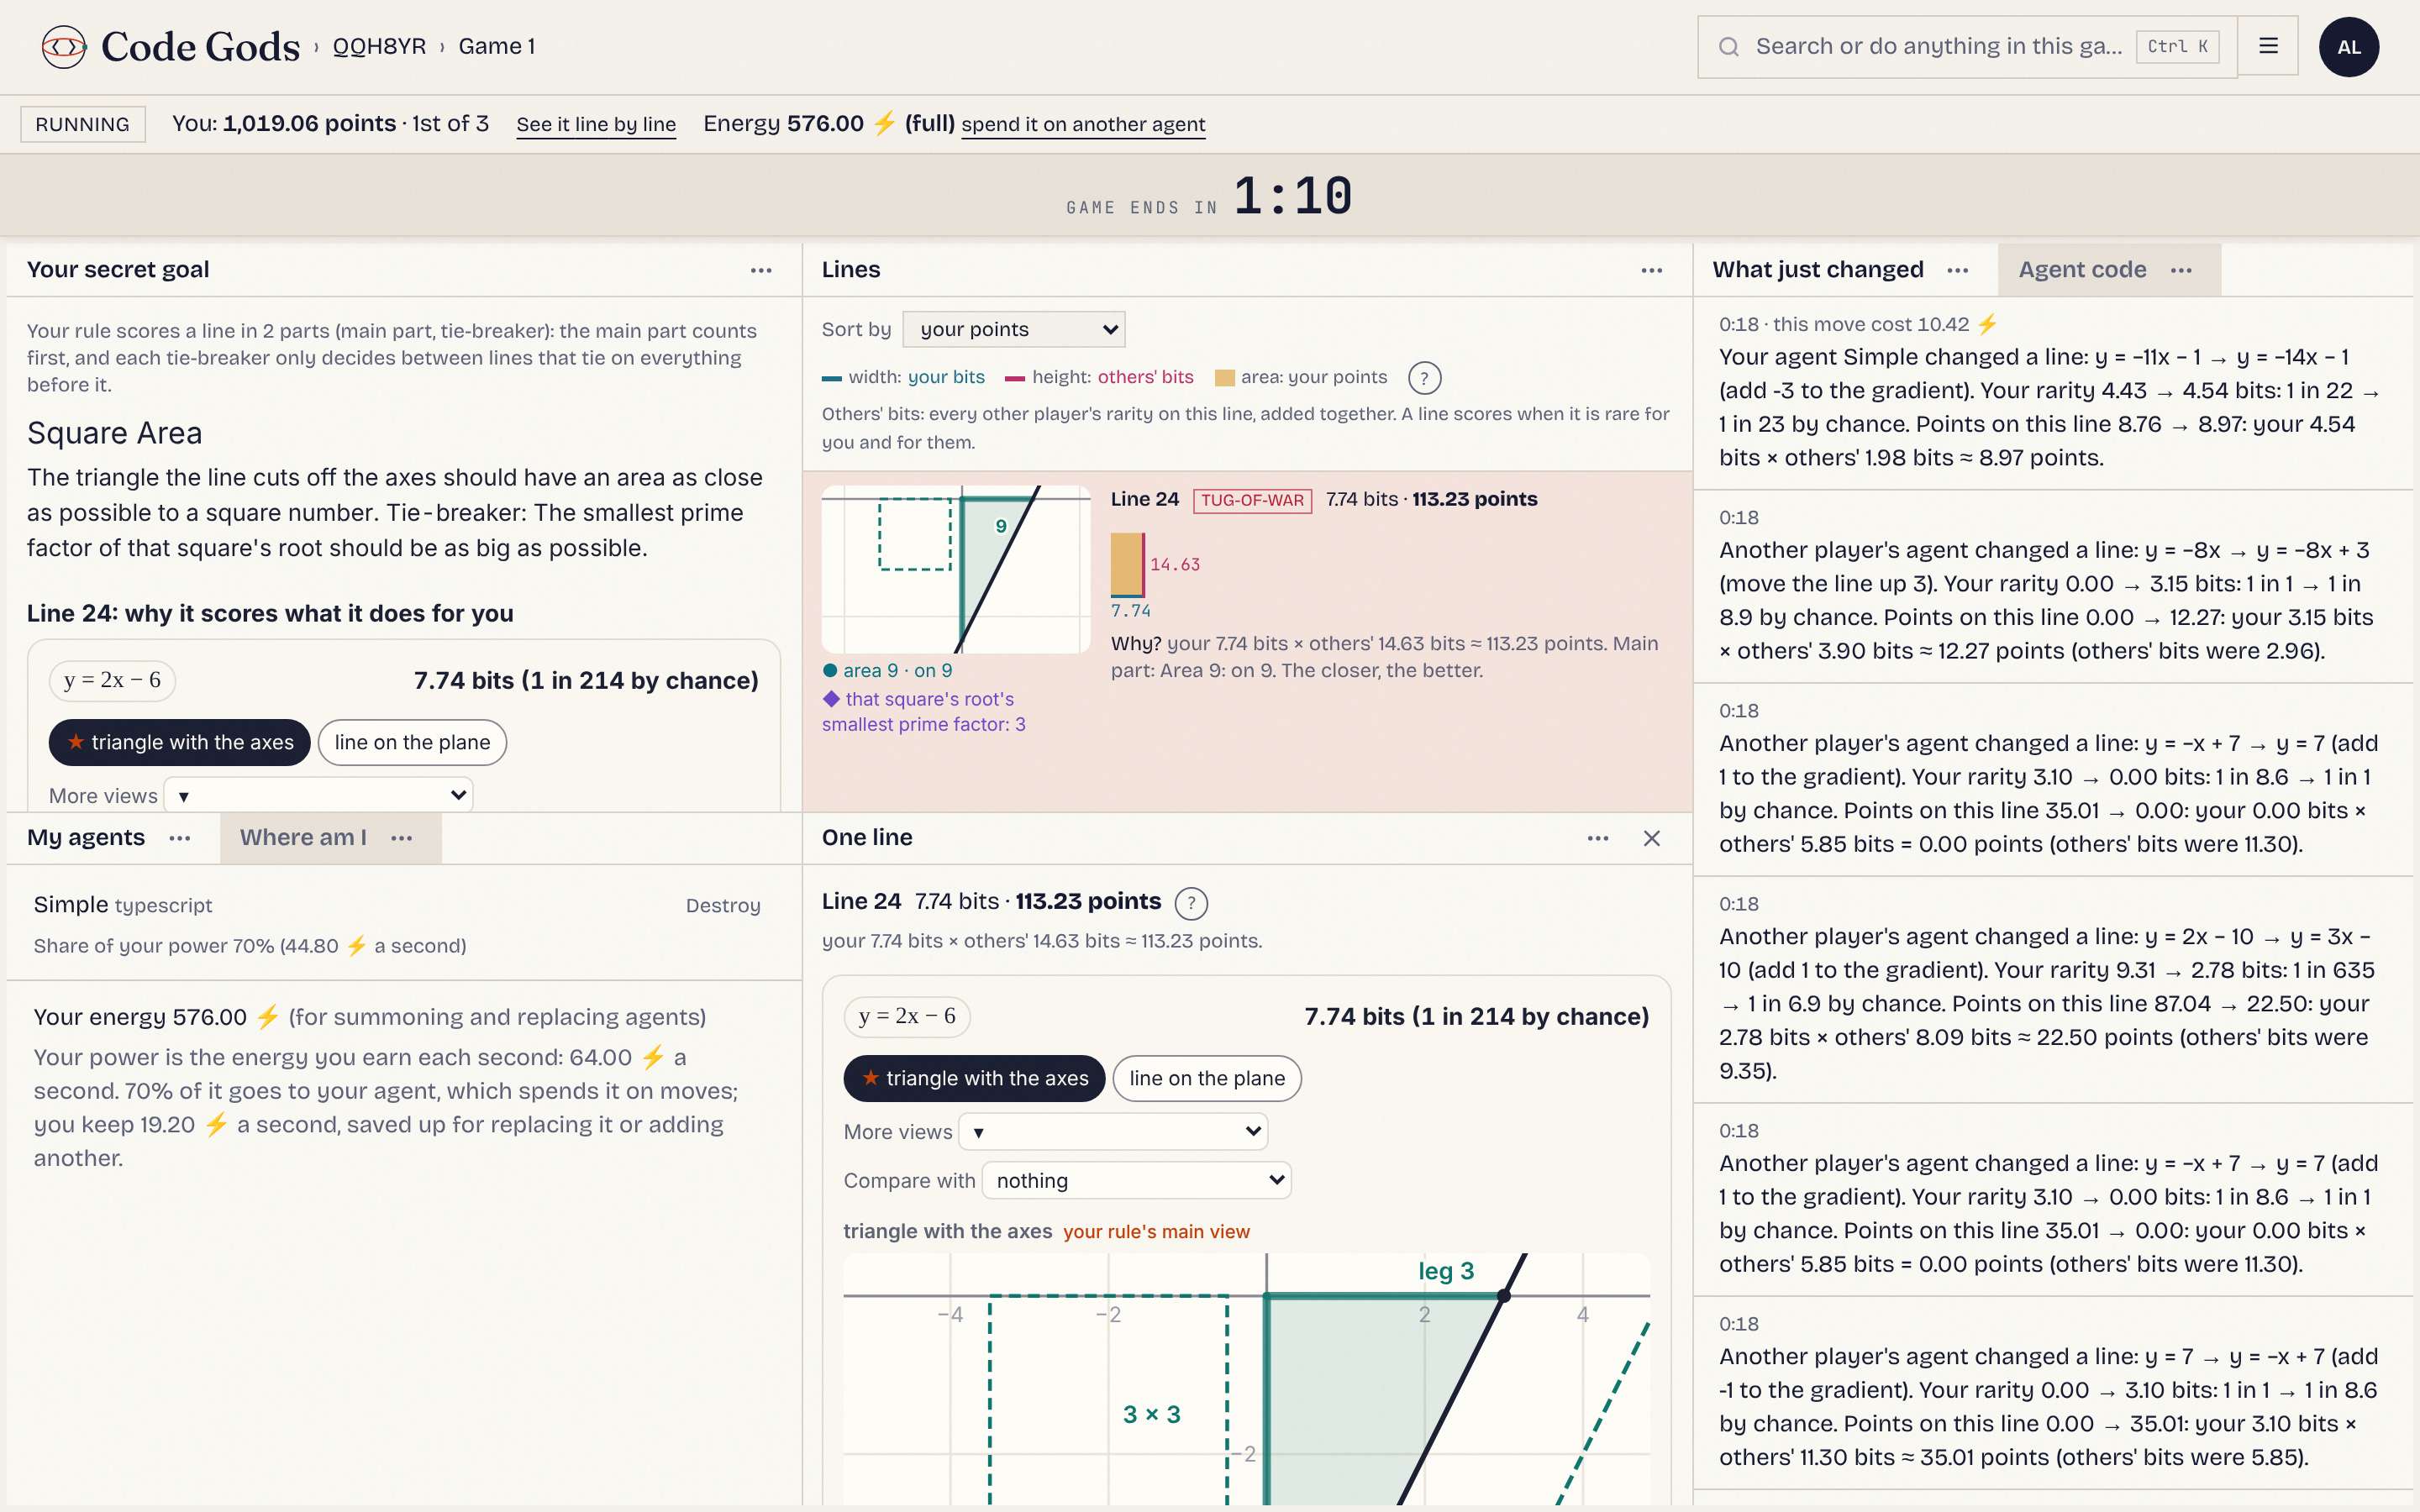 Code Gods › QQH8YR › Game 1
Search or do anything in this ga... Ctrl K
AL
RUNNING You: 1,019.06 points · 1st of 3 See it line by line Energy 576.00 ⚡ (full) spend it on another agent
GAME ENDS IN 1:10
Your secret goal
Your rule scores a line in 2 parts (main part, tie-breaker): the main part counts
first, and each tie-breaker only decides between lines that tie on everything
before it.
Square Area
The triangle the line cuts off the axes should have an area as close
as possible to a square number. Tie-breaker: The smallest prime
factor of that square's root should be as big as possible.
Line 24: why it scores what it does for you
y = 2x − 6
7.74 bits (1 in 214 by chance)
★ triangle with the axes
line on the plane
More views ▾
My agents
Where am I
Simple typescript
Destroy
Share of your power 70% (44.80 ⚡ a second)
Your energy 576.00 ⚡ (for summoning and replacing agents)
Your power is the energy you earn each second: 64.00 ⚡ a
second. 70% of it goes to your agent, which spends it on moves;
you keep 19.20 ⚡ a second, saved up for replacing it or adding
another.
Lines
Sort by your points
width: your bits height: others' bits area: your points ?
Others' bits: every other player's rarity on this line, added together. A line scores when it is rare for
you and for them.
9
area 9 · on 9
that square's root's
smallest prime factor: 3
Line 24 TUG-OF-WAR 7.74 bits · 113.23 points
14.63
7.74
Why? your 7.74 bits × others' 14.63 bits ≈ 113.23 points. Main
part: Area 9: on 9. The closer, the better.
One line
Line 24 7.74 bits · 113.23 points ?
your 7.74 bits × others' 14.63 bits ≈ 113.23 points.
y = 2x − 6
7.74 bits (1 in 214 by chance)
★ triangle with the axes
line on the plane
More views ▾
Compare with nothing
triangle with the axes your rule's main view
leg 3
−4
−2
2
4
3 × 3
−2
What just changed
Agent code
0:18 · this move cost 10.42 ⚡
Your agent Simple changed a line: y = −11x − 1 → y = −14x − 1
(add -3 to the gradient). Your rarity 4.43 → 4.54 bits: 1 in 22 →
1 in 23 by chance. Points on this line 8.76 → 8.97: your 4.54
bits × others' 1.98 bits ≈ 8.97 points.
0:18
Another player's agent changed a line: y = −8x → y = −8x + 3
(move the line up 3). Your rarity 0.00 → 3.15 bits: 1 in 1 → 1 in
8.9 by chance. Points on this line 0.00 → 12.27: your 3.15 bits
× others' 3.90 bits ≈ 12.27 points (others' bits were 2.96).
0:18
Another player's agent changed a line: y = −x + 7 → y = 7 (add
1 to the gradient). Your rarity 3.10 → 0.00 bits: 1 in 8.6 → 1 in 1
by chance. Points on this line 35.01 → 0.00: your 0.00 bits ×
others' 5.85 bits = 0.00 points (others' bits were 11.30).
0:18
Another player's agent changed a line: y = 2x − 10 → y = 3x −
10 (add 1 to the gradient). Your rarity 9.31 → 2.78 bits: 1 in 635
→ 1 in 6.9 by chance. Points on this line 87.04 → 22.50: your
2.78 bits × others' 8.09 bits ≈ 22.50 points (others' bits were
9.35).
0:18
Another player's agent changed a line: y = −x + 7 → y = 7 (add
1 to the gradient). Your rarity 3.10 → 0.00 bits: 1 in 8.6 → 1 in 1
by chance. Points on this line 35.01 → 0.00: your 0.00 bits ×
others' 5.85 bits = 0.00 points (others' bits were 11.30).
0:18
Another player's agent changed a line: y = 7 → y = −x + 7 (add
-1 to the gradient). Your rarity 0.00 → 3.10 bits: 1 in 1 → 1 in 8.6
by chance. Points on this line 0.00 → 35.01: your 3.10 bits ×
others' 11.30 bits ≈ 35.01 points (others' bits were 5.85).